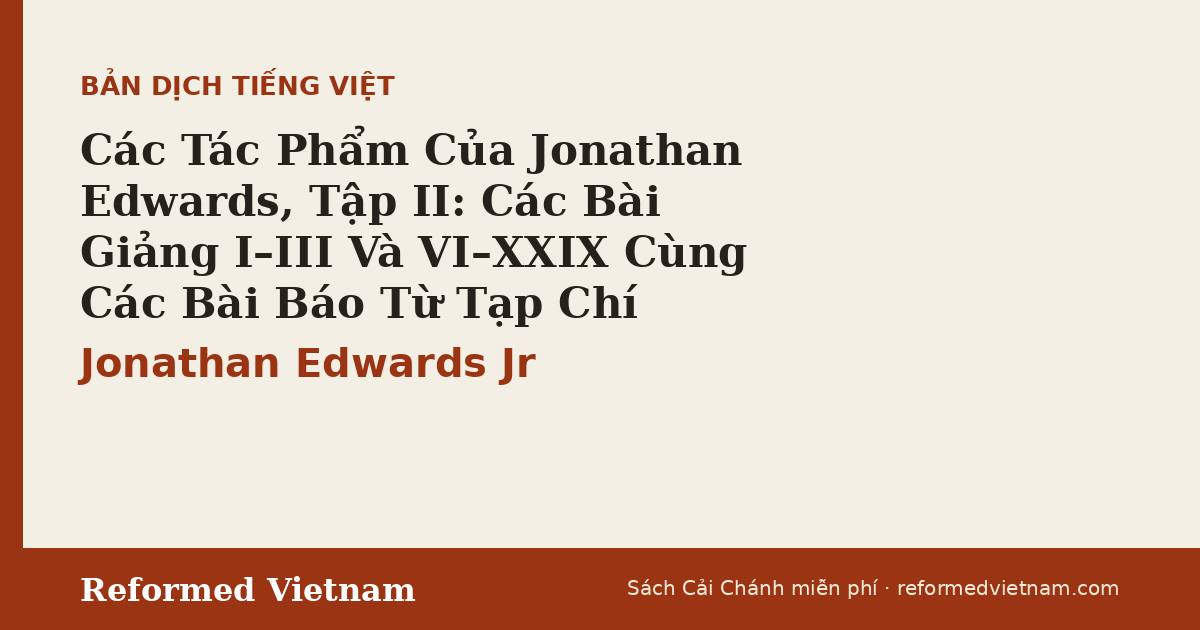 BẢN DỊCH TIẾNG VIỆT
Các Tác Phẩm Của Jonathan
Edwards, Tập II: Các Bài
Giảng I–III Và VI–XXIX Cùng
Các Bài Báo Từ Tạp Chí
Jonathan Edwards Jr
Reformed Vietnam
Sách Cải Chánh miễn phí · reformedvietnam.com